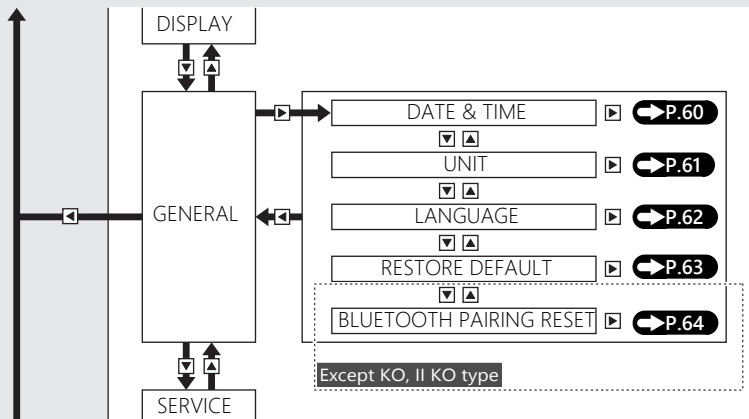 DISPLAY
GENERAL
DATE & TIME P.60
UNIT P.61
LANGUAGE P.62
RESTORE DEFAULT P.63
BLUETOOTH PAIRING RESET P.64
Except KO, II KO type
SERVICE